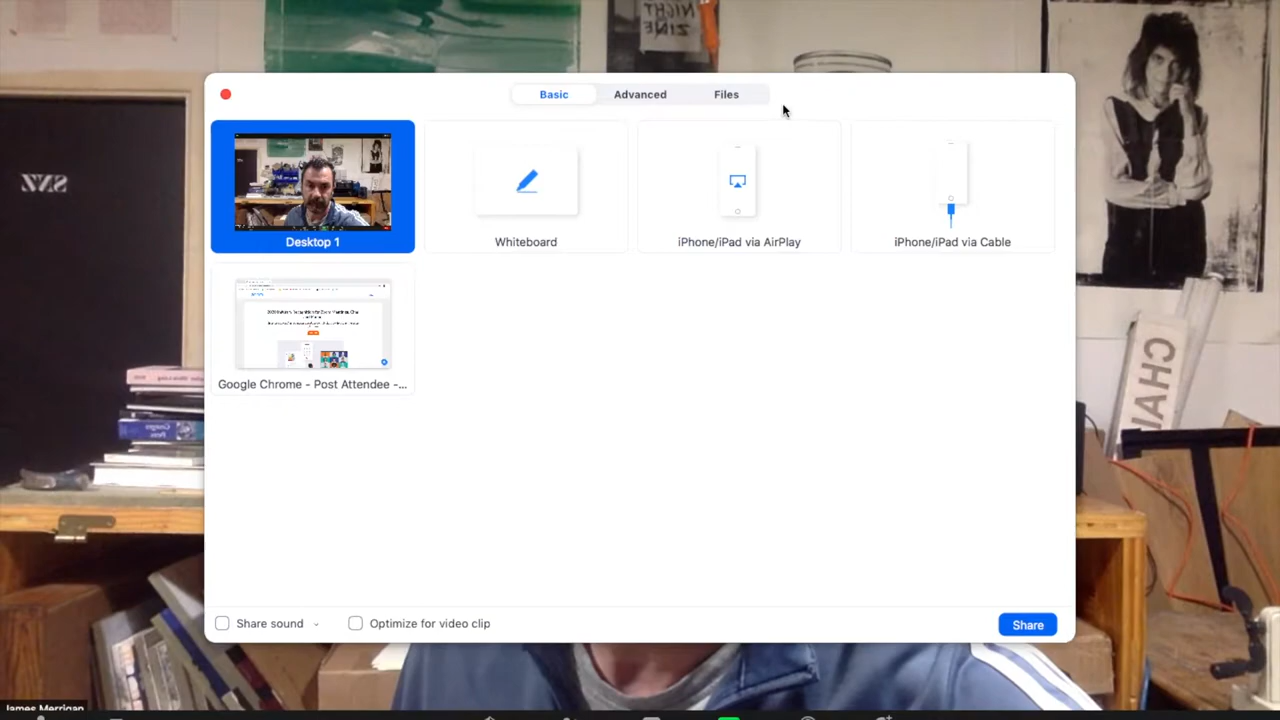 NIGHT
ZINE
Basic
Advanced
Files
Desktop 1
Whiteboard
iPhone/iPad via AirPlay
iPhone/iPad via Cable
Google Chrome - Post Attendee -...
CHAI
Share sound
Optimize for video clip
Share
James Merrigan